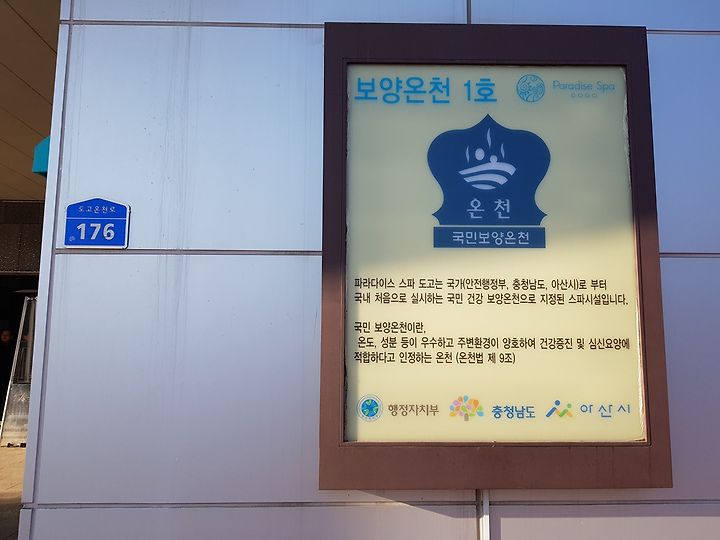 보양온천 1호
Paradise Spa
DOGO
온천
국민보양온천
도고온천로
176
파라다이스 스파 도고는 국가(안전행정부, 충청남도, 아산시)로 부터
국내 처음으로 실시하는 국민 건강 보양온천으로 지정된 스파시설입니다.
국민 보양온천이란,
온도, 성분 등이 우수하고 주변환경이 양호하여 건강증진 및 심신요양에
적합하다고 인정하는 온천 (온천법 제 9조)
행정자치부
충청남도
아산시